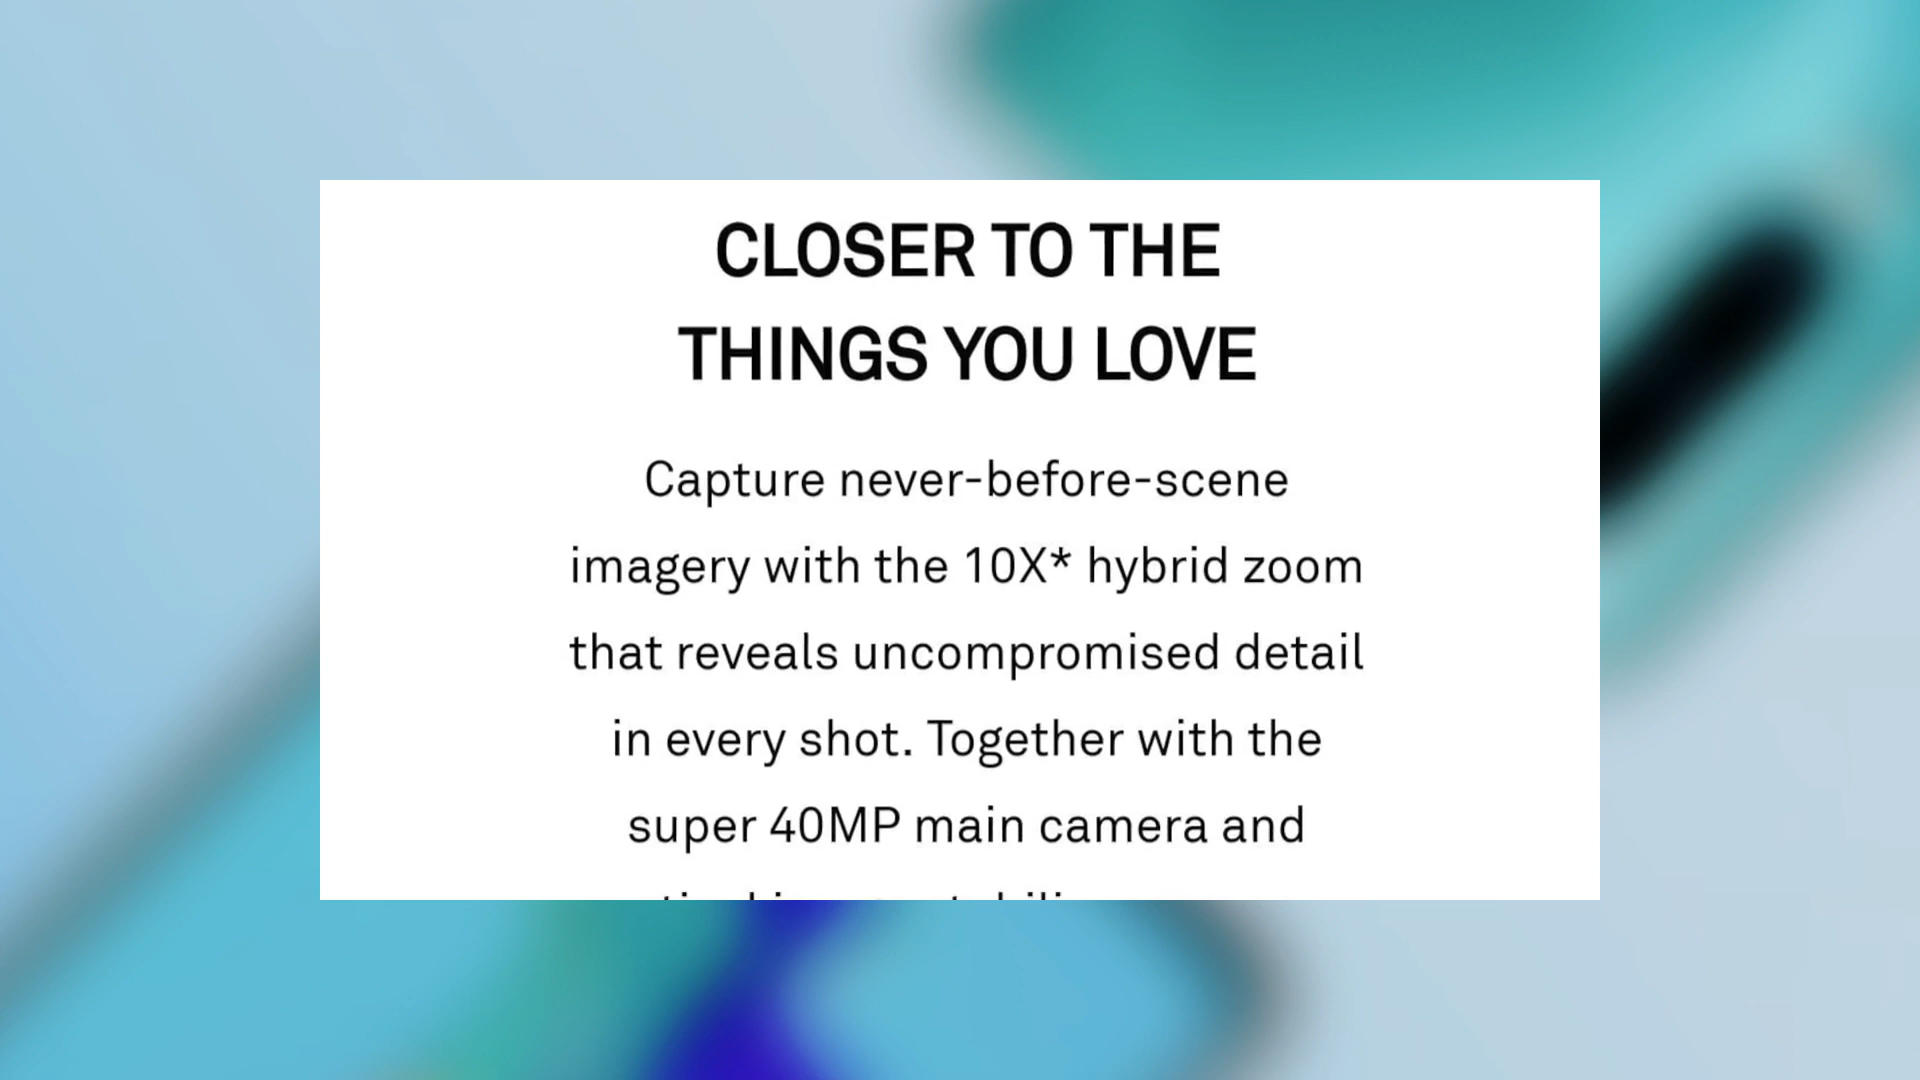 CLOSER TO THE
THINGS YOU LOVE
Capture never-before-scene
imagery with the 10X* hybrid zoom
that reveals uncompromised detail
in every shot. Together with the
super 40MP main camera and